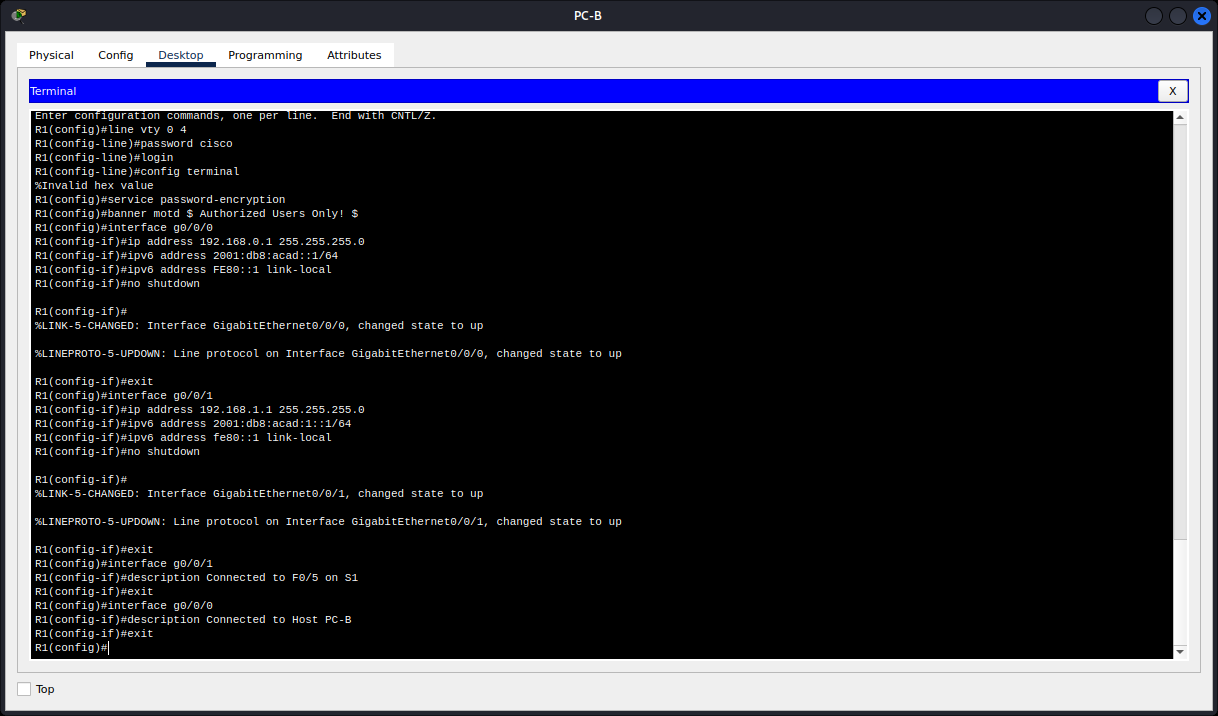 PC-B
Physical Config Desktop Programming Attributes
Terminal X
Enter configuration commands, one per line.  End with CNTL/Z.
R1(config)#line vty 0 4
R1(config-line)#password cisco
R1(config-line)#login
R1(config-line)#config terminal
%Invalid hex value
R1(config)#service password-encryption
R1(config)#banner motd $ Authorized Users Only! $
R1(config)#interface g0/0/0
R1(config-if)#ip address 192.168.0.1 255.255.255.0
R1(config-if)#ipv6 address 2001:db8:acad::1/64
R1(config-if)#ipv6 address FE80::1 link-local
R1(config-if)#no shutdown
R1(config-if)#
%LINK-5-CHANGED: Interface GigabitEthernet0/0/0, changed state to up
%LINEPROTO-5-UPDOWN: Line protocol on Interface GigabitEthernet0/0/0, changed state to up
R1(config-if)#exit
R1(config)#interface g0/0/1
R1(config-if)#ip address 192.168.1.1 255.255.255.0
R1(config-if)#ipv6 address 2001:db8:acad:1::1/64
R1(config-if)#ipv6 address fe80::1 link-local
R1(config-if)#no shutdown
R1(config-if)#
%LINK-5-CHANGED: Interface GigabitEthernet0/0/1, changed state to up
%LINEPROTO-5-UPDOWN: Line protocol on Interface GigabitEthernet0/0/1, changed state to up
R1(config-if)#exit
R1(config)#interface g0/0/1
R1(config-if)#description Connected to F0/5 on S1
R1(config-if)#exit
R1(config)#interface g0/0/0
R1(config-if)#description Connected to Host PC-B
R1(config-if)#exit
R1(config)#
Top